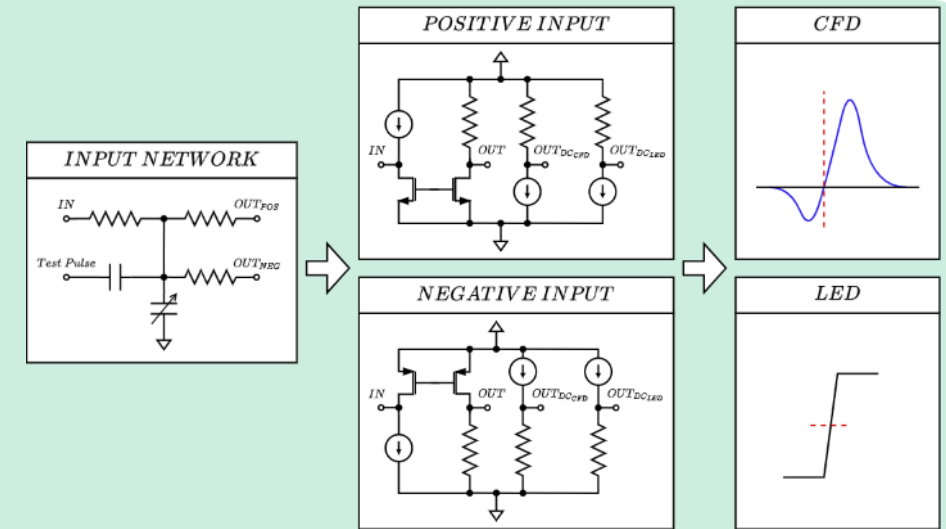 INPUT NETWORK
IN
OUT_POS
Test Pulse
OUT_NEG
POSITIVE INPUT
IN
OUT
OUT_DC_CFD
OUT_DC_LED
NEGATIVE INPUT
IN
OUT
OUT_DC_CFD
OUT_DC_LED
CFD
LED